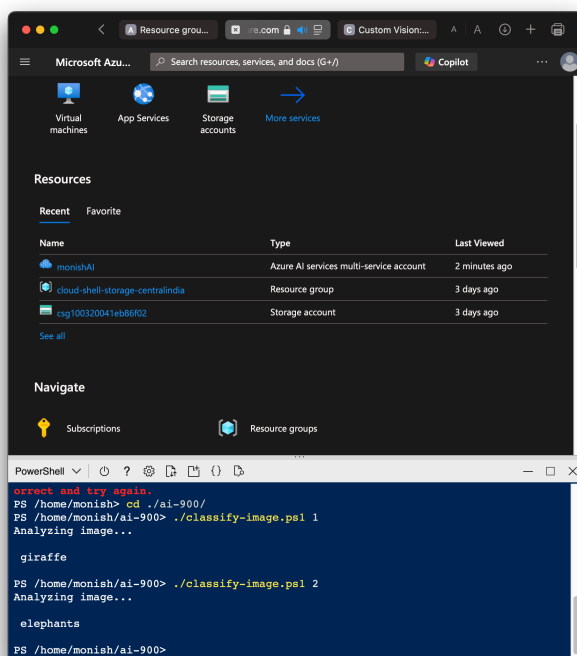 A Resource grou...
re.com
C Custom Vision:...
A A
Microsoft Azu...
Search resources, services, and docs (G+/)
Copilot
...
Virtual machines
App Services
Storage accounts
More services
Resources
Recent Favorite
Name Type Last Viewed
monishAI Azure AI services multi-service account 2 minutes ago
cloud-shell-storage-centralindia Resource group 3 days ago
csg100320041eb86f02 Storage account 3 days ago
See all
Navigate
Subscriptions Resource groups
PowerShell ? {}
orrect and try again.
PS /home/monish> cd ./ai-900/
PS /home/monish/ai-900> ./classify-image.ps1 1
Analyzing image...
giraffe
PS /home/monish/ai-900> ./classify-image.ps1 2
Analyzing image...
elephants
PS /home/monish/ai-900>